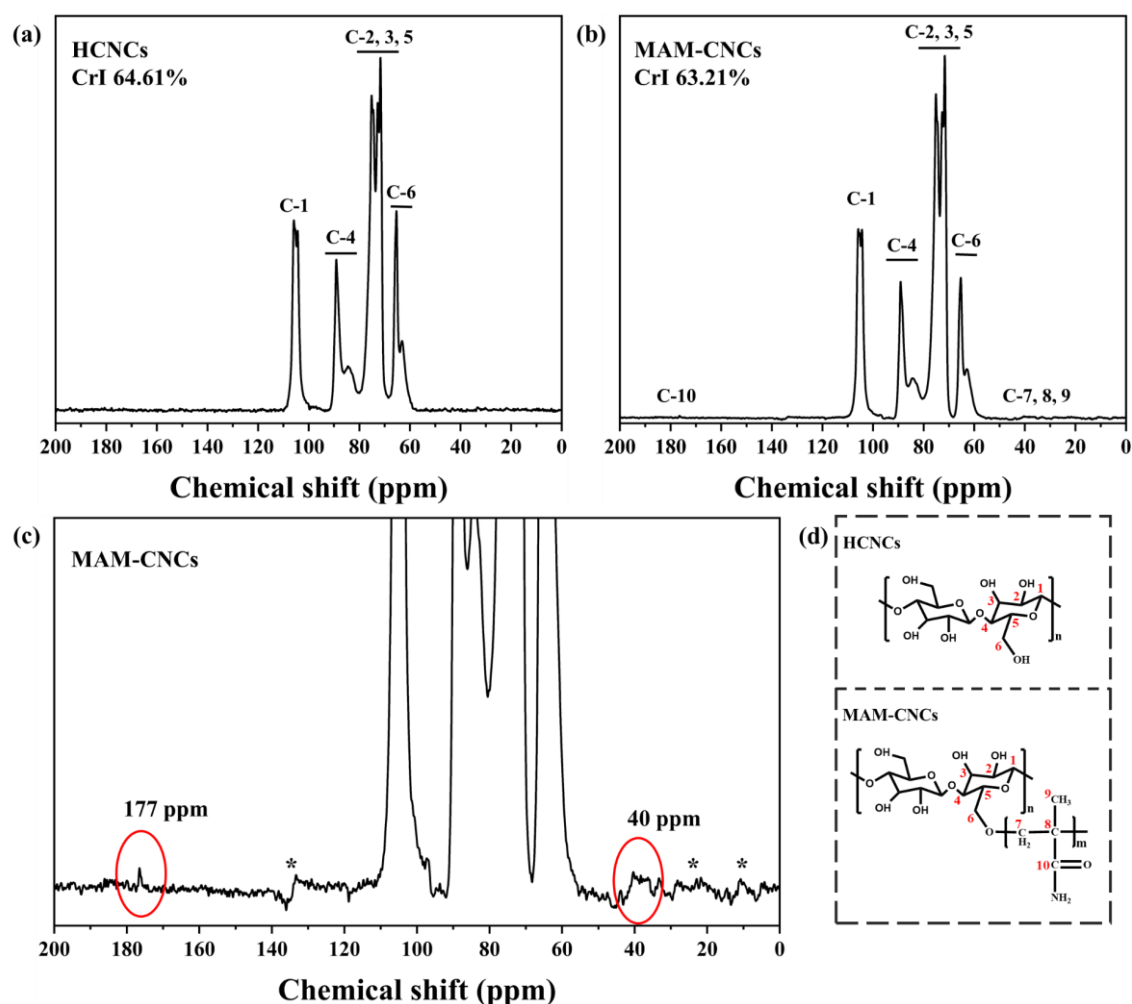 (a)
HCNCs
CrI 64.61%
C-2, 3, 5
C-1
C-4
C-6
200 180 160 140 120 100 80 60 40 20 0
Chemical shift (ppm)
(b)
MAM-CNCs
CrI 63.21%
C-2, 3, 5
C-1
C-4
C-6
C-10
C-7, 8, 9
200 180 160 140 120 100 80 60 40 20 0
Chemical shift (ppm)
(c)
MAM-CNCs
177 ppm
*
40 ppm
*
*
200 180 160 140 120 100 80 60 40 20 0
Chemical shift (ppm)
(d)
HCNCs
HO OH OH 1
3 2
O O
O O 5 n
4
OH OH 6
OH
MAM-CNCs
HO OH OH 1
3 2
O O
O O 5 n
4 9 CH₃
OH OH 6
O 7 8 m
CH₂ C
10 C O
NH₂